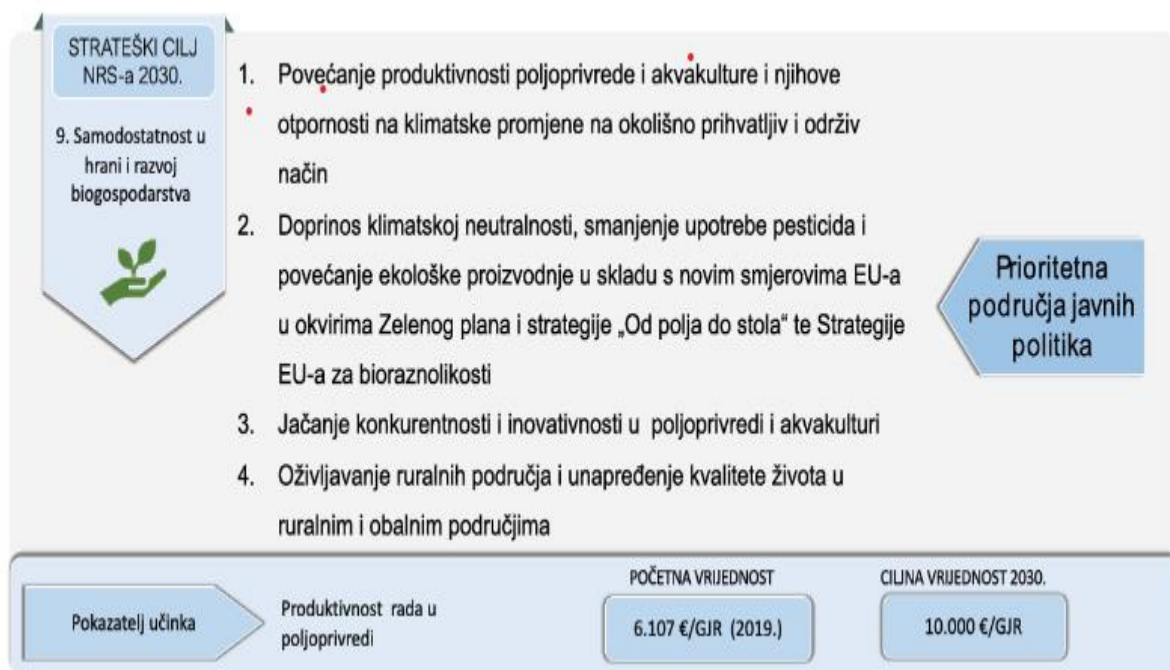 STRATEŠKI CILJ
NRS-a 2030.
9. Samodostatnost u
hrani i razvoj
biogospodarstva
1. Povećanje produktivnosti poljoprivrede i akvakulture i njihove
otpornosti na klimatske promjene na okolišno prihvatljiv i održiv
način
2. Doprinos klimatskoj neutralnosti, smanjenje upotrebe pesticida i
povećanje ekološke proizvodnje u skladu s novim smjerovima EU-a
u okvirima Zelenog plana i strategije „Od polja do stola“ te Strategije
EU-a za bioraznolikosti
3. Jačanje konkurentnosti i inovativnosti u poljoprivredi i akvakulturi
4. Oživljavanje ruralnih područja i unapređenje kvalitete života u
ruralnim i obalnim područjima
Prioritetna
područja javnih
politika
Pokazatelj učinka
Produktivnost rada u
poljoprivredi
POČETNA VRIJEDNOST
6.107 €/GJR (2019.)
CILJNA VRIJEDNOST 2030.
10.000 €/GJR